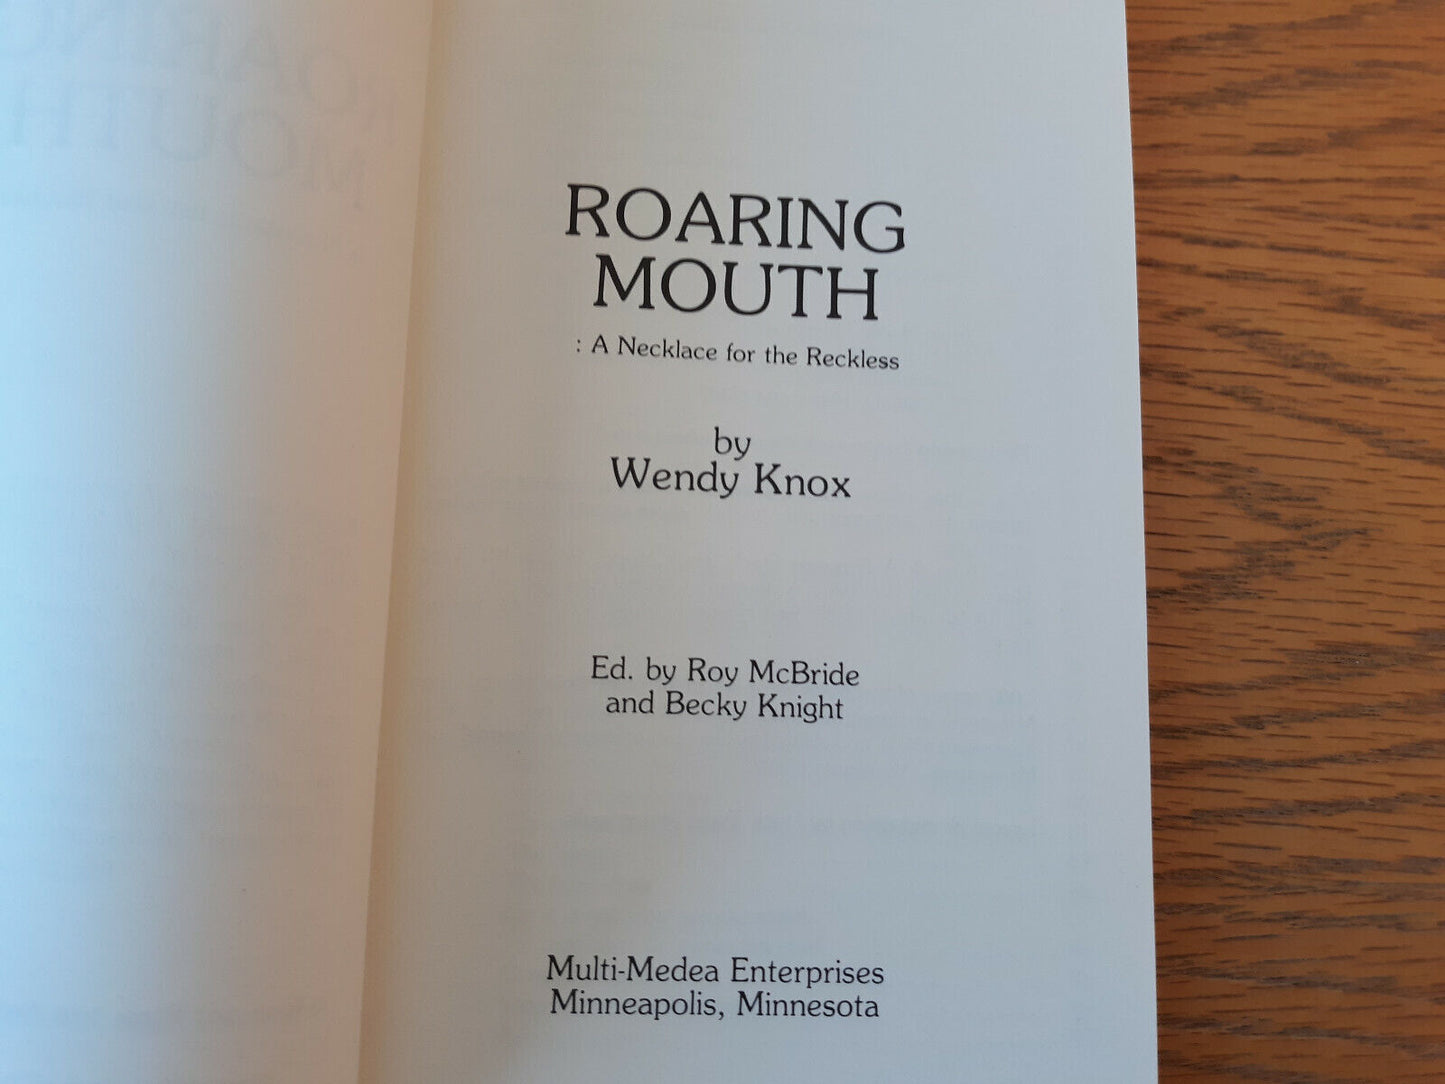 ROARING
MOUTH
: A Necklace for the Reckless
by
Wendy Knox
Ed. by Roy McBride
and Becky Knight
Multi-Medea Enterprises
Minneapolis, Minnesota